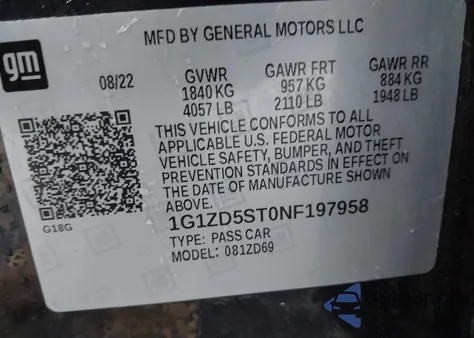 MFD BY GENERAL MOTORS LLC
gm
08/22 GVWR GAWR FRT GAWR RR
1840 KG 957 KG 884 KG
4057 LB 2110 LB 1948 LB
THIS VEHICLE CONFORMS TO ALL
APPLICABLE U.S. FEDERAL MOTOR
VEHICLE SAFETY, BUMPER, AND THEFT
PREVENTION STANDARDS IN EFFECT ON
THE DATE OF MANUFACTURE SHOWN
ABOVE.
G18G
1G1ZD5ST0NF197958
TYPE: PASS CAR
MODEL: 081ZD69